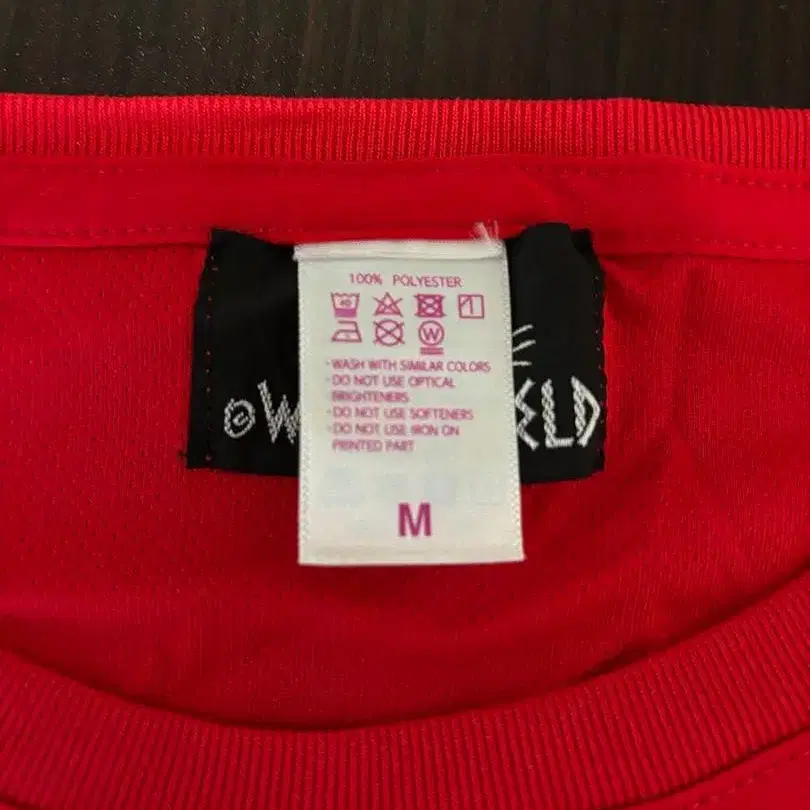 100% POLYESTER
40
W
· WASH WITH SIMILAR COLORS
· DO NOT USE OPTICAL
BRIGHTENERS
· DO NOT USE SOFTENERS
· DO NOT USE IRON ON
PRINTED PART
M